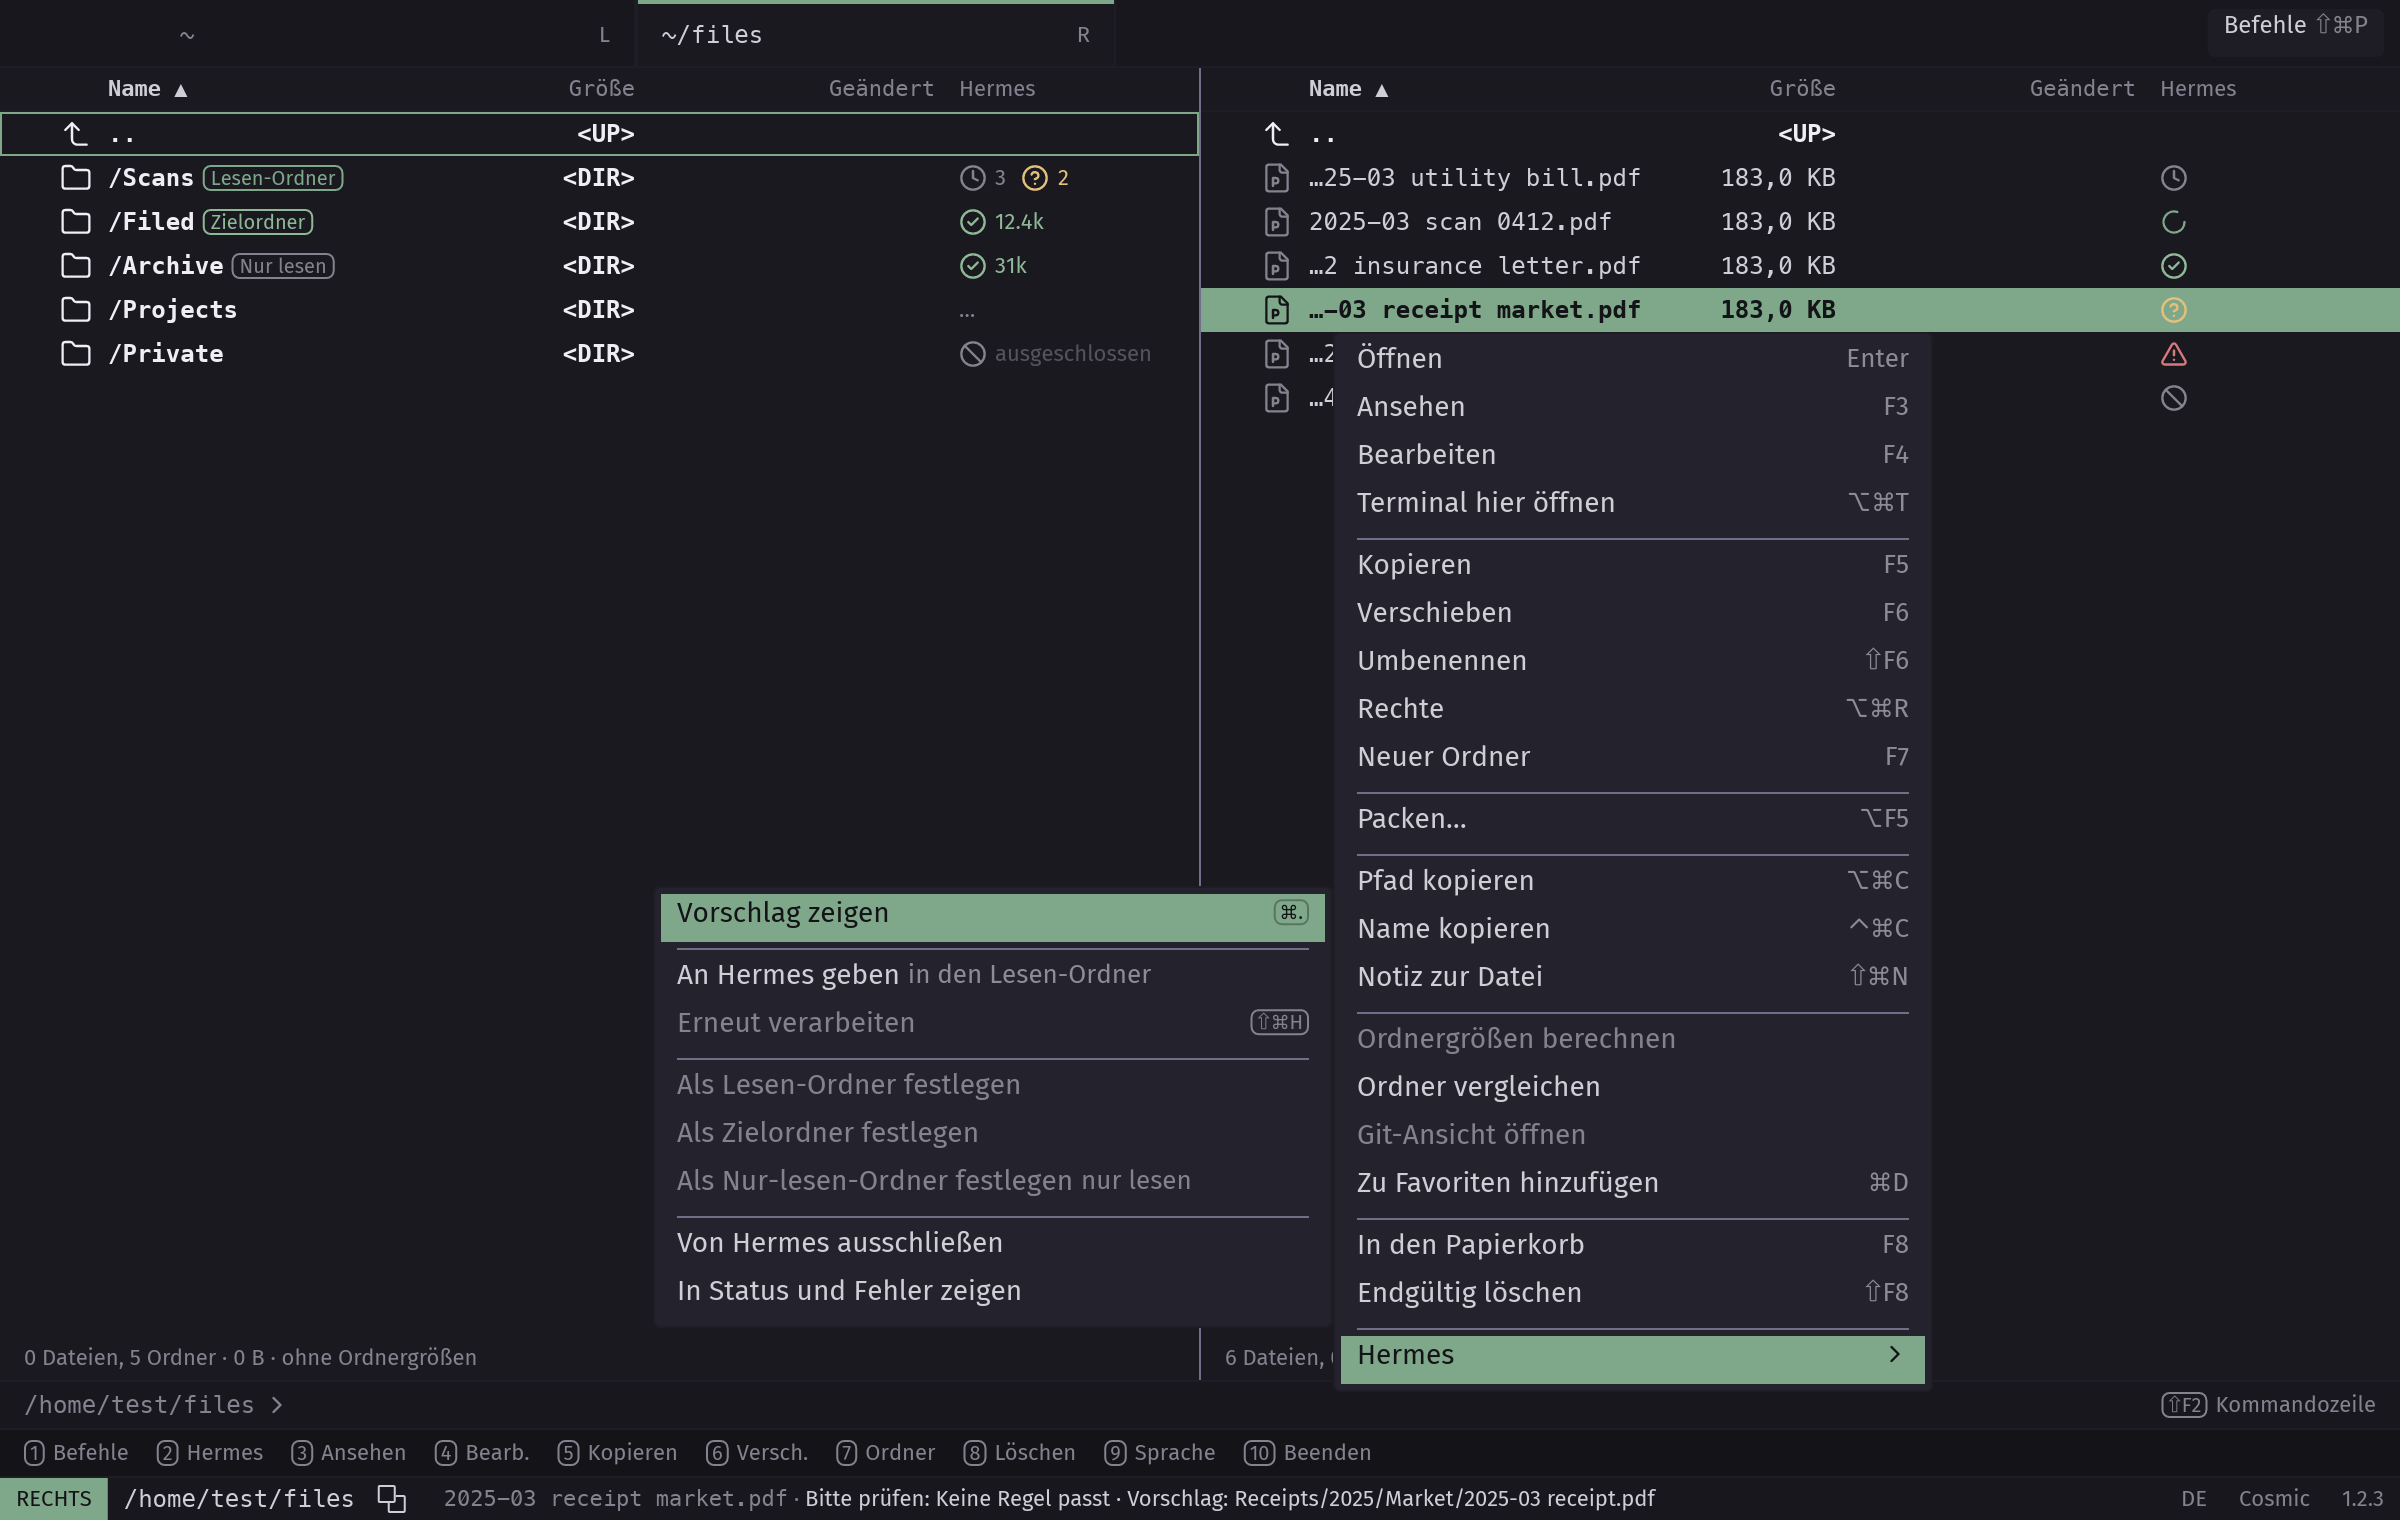 ~ L ~/files R Befehle ⇧⌘P
Name ▲ Größe Geändert Hermes
.. <UP>
/Scans Lesen-Ordner <DIR> 3 2
/Filed Zielordner <DIR> 12.4k
/Archive Nur lesen <DIR> 31k
/Projects <DIR> …
/Private <DIR> ausgeschlossen
0 Dateien, 5 Ordner · 0 B · ohne Ordnergrößen
Name ▲ Größe Geändert Hermes
.. <UP>
…25-03 utility bill.pdf 183,0 KB
2025-03 scan 0412.pdf 183,0 KB
…2 insurance letter.pdf 183,0 KB
…-03 receipt market.pdf 183,0 KB
…2
…4
6 Dateien,
Öffnen Enter
Ansehen F3
Bearbeiten F4
Terminal hier öffnen ⌥⌘T
Kopieren F5
Verschieben F6
Umbenennen ⇧F6
Rechte ⌥⌘R
Neuer Ordner F7
Packen… ⌥F5
Pfad kopieren ⌥⌘C
Name kopieren ^⌘C
Notiz zur Datei ⇧⌘N
Ordnergrößen berechnen
Ordner vergleichen
Git-Ansicht öffnen
Zu Favoriten hinzufügen ⌘D
In den Papierkorb F8
Endgültig löschen ⇧F8
Hermes
Vorschlag zeigen ⌘.
An Hermes geben in den Lesen-Ordner
Erneut verarbeiten ⇧⌘H
Als Lesen-Ordner festlegen
Als Zielordner festlegen
Als Nur-lesen-Ordner festlegen nur lesen
Von Hermes ausschließen
In Status und Fehler zeigen
/home/test/files > ⇧F2 Kommandozeile
1 Befehle 2 Hermes 3 Ansehen 4 Bearb. 5 Kopieren 6 Versch. 7 Ordner 8 Löschen 9 Sprache 10 Beenden
RECHTS /home/test/files 2025-03 receipt market.pdf · Bitte prüfen: Keine Regel passt · Vorschlag: Receipts/2025/Market/2025-03 receipt.pdf DE Cosmic 1.2.3